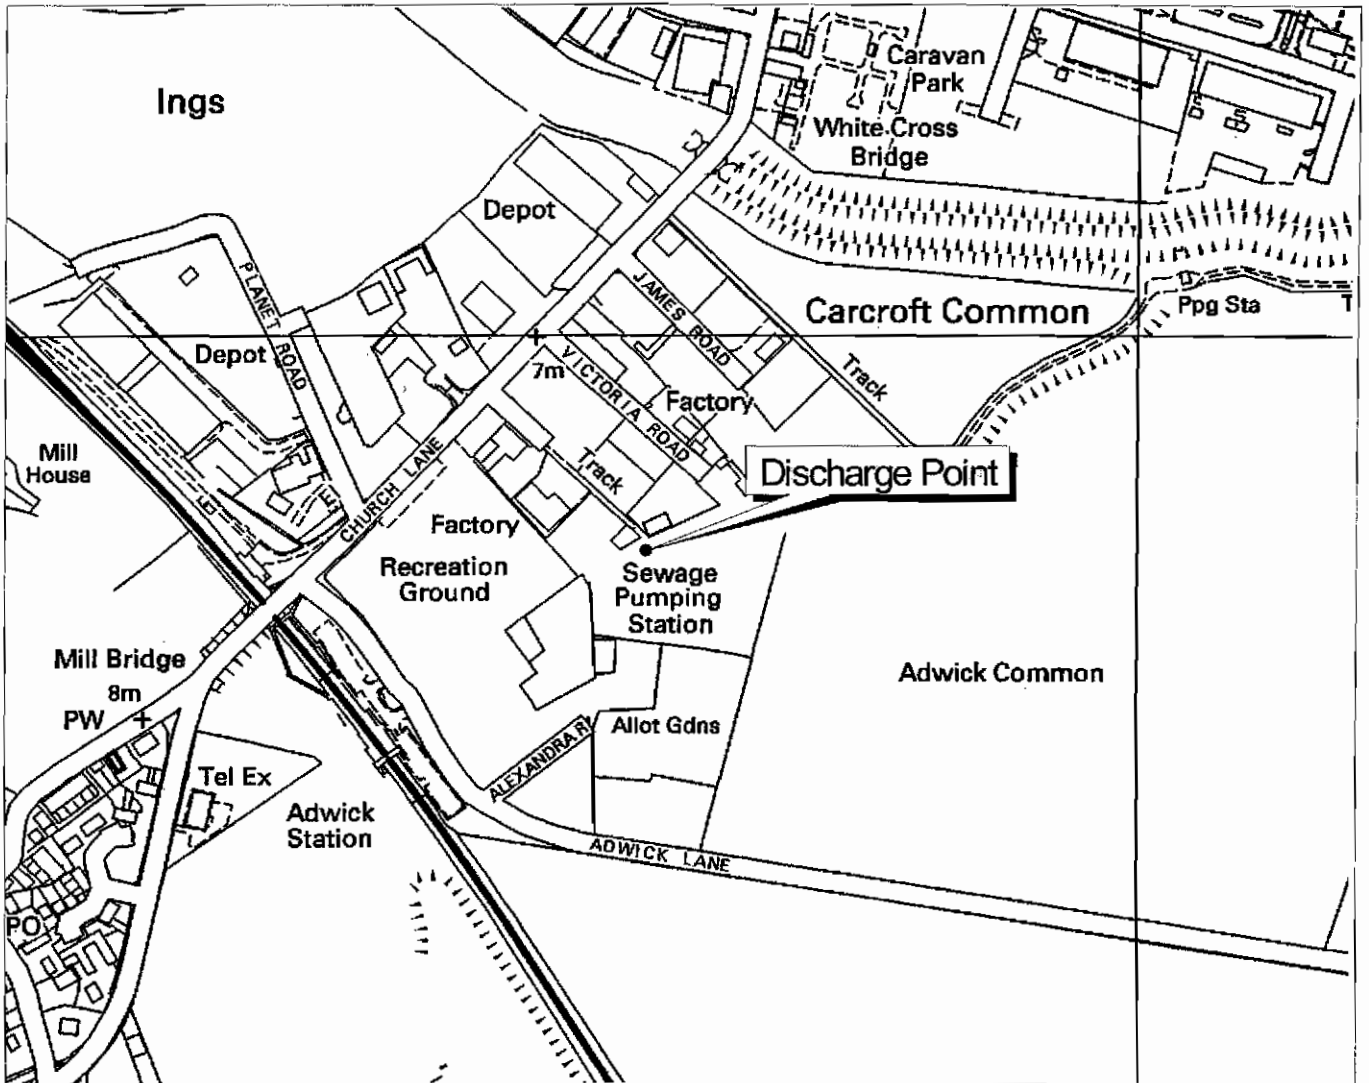 Ings
Caravan
Park
White Cross
Bridge
Depot
PLANET ROAD
JAMES ROAD
Carcroft Common
Ppg Sta
T
Depot
7m
VICTORIA ROAD
Track
Factory
Mill
House
CHURCH LANE
Track
Discharge Point
Factory
Recreation
Ground
Sewage
Pumping
Station
Mill Bridge
8m
PW
Adwick Common
Allot Gdns
ALEXANDRA R
Tel Ex
Adwick
Station
ADWICK LANE
PO